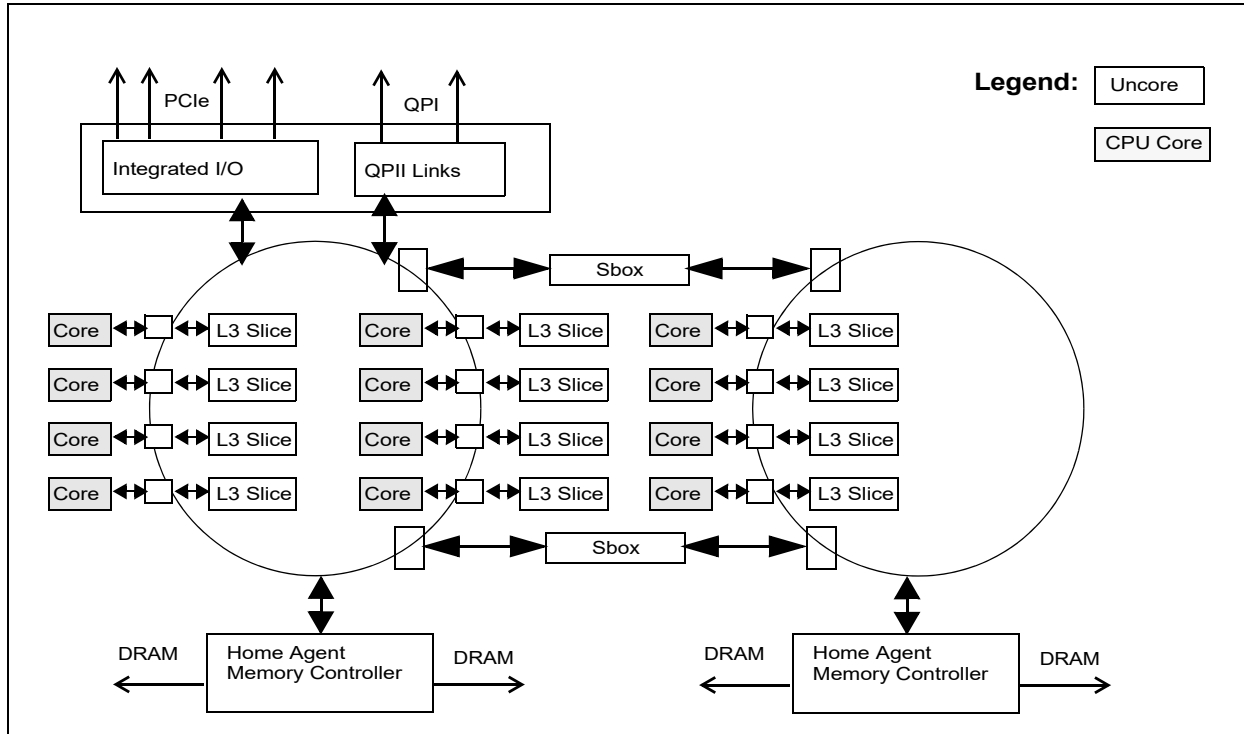 PCIe
QPI
Legend:
Uncore
CPU Core
Integrated I/O
QPII Links
Sbox
Core
L3 Slice
Core
L3 Slice
Core
L3 Slice
Core
L3 Slice
Core
L3 Slice
Core
L3 Slice
Core
L3 Slice
Core
L3 Slice
Core
L3 Slice
Core
L3 Slice
Core
L3 Slice
Core
L3 Slice
Sbox
DRAM
Home Agent
Memory Controller
DRAM
DRAM
Home Agent
Memory Controller
DRAM